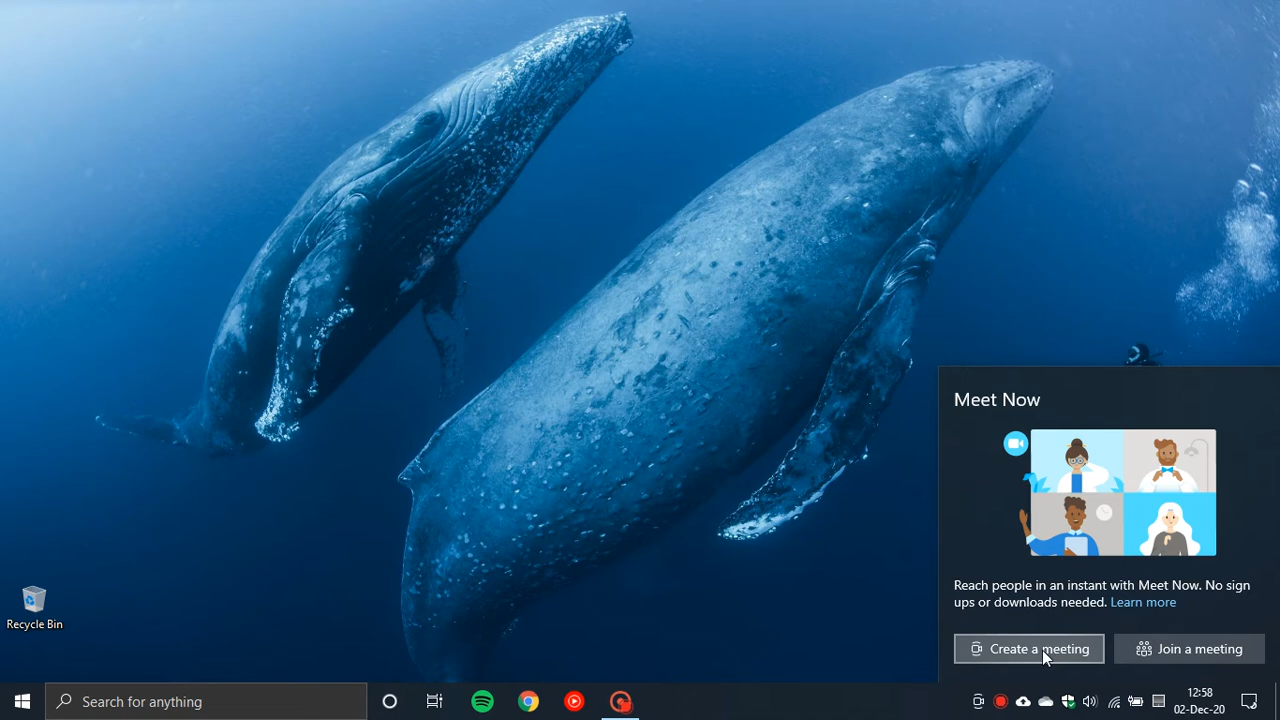 Meet Now
Reach people in an instant with Meet Now. No sign
ups or downloads needed. Learn more
Create a meeting
Join a meeting
Recycle Bin
Search for anything
12:58
02-Dec-20